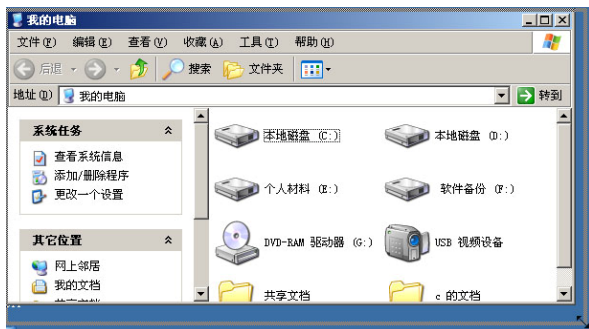 我的电脑
文件(F) 编辑(E) 查看(V) 收藏(A) 工具(T) 帮助(H)
后退 搜索 文件夹
地址(D) 我的电脑 转到
系统任务
查看系统信息
添加/删除程序
更改一个设置
其它位置
网上邻居
我的文档
共享文档
本地磁盘 (C:) 本地磁盘 (D:)
个人材料 (E:) 软件备份 (F:)
DVD-RAM 驱动器 (G:) USB 视频设备
共享文档 c 的文档